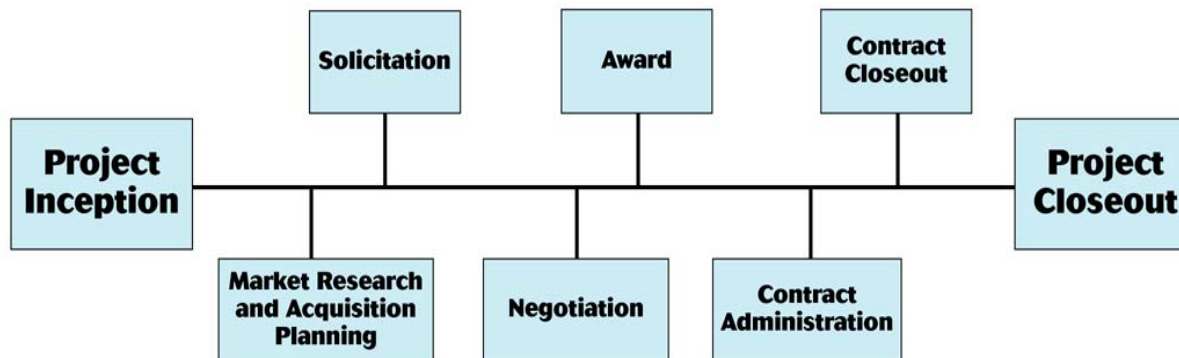 Solicitation
Award
Contract
Closeout
Project
Inception
Project
Closeout
Market Research
and Acquisition
Planning
Negotiation
Contract
Administration